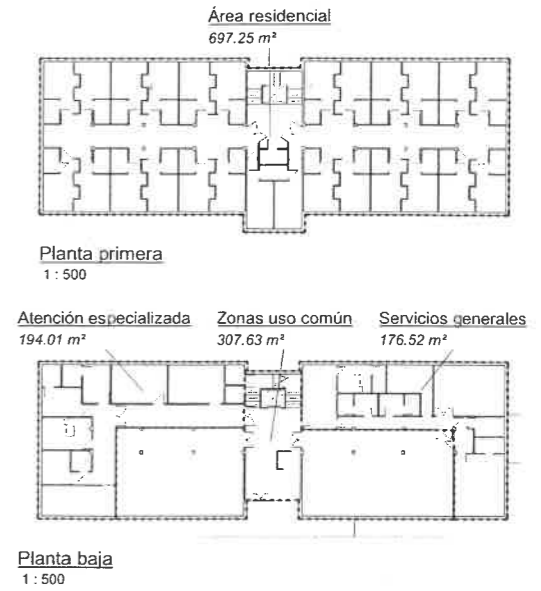 Área residencial
697.25 m²
Planta primera
1 : 500
Atención especializada
194.01 m²
Zonas uso común
307.63 m²
Servicios generales
176.52 m²
Planta baja
1 : 500